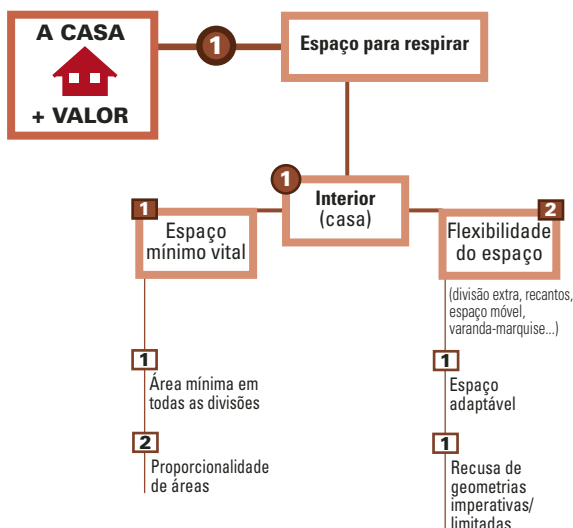 A CASA
+ VALOR
1
Espaço para respirar
1
Interior
(casa)
1
Espaço
mínimo vital
2
Flexibilidade
do espaço
(divisão extra, recantos,
espaço móvel,
varanda-marquise...)
1
Área mínima em
todas as divisões
2
Proporcionalidade
de áreas
1
Espaço
adaptável
1
Recusa de
geometrias
imperativas/
limitadas